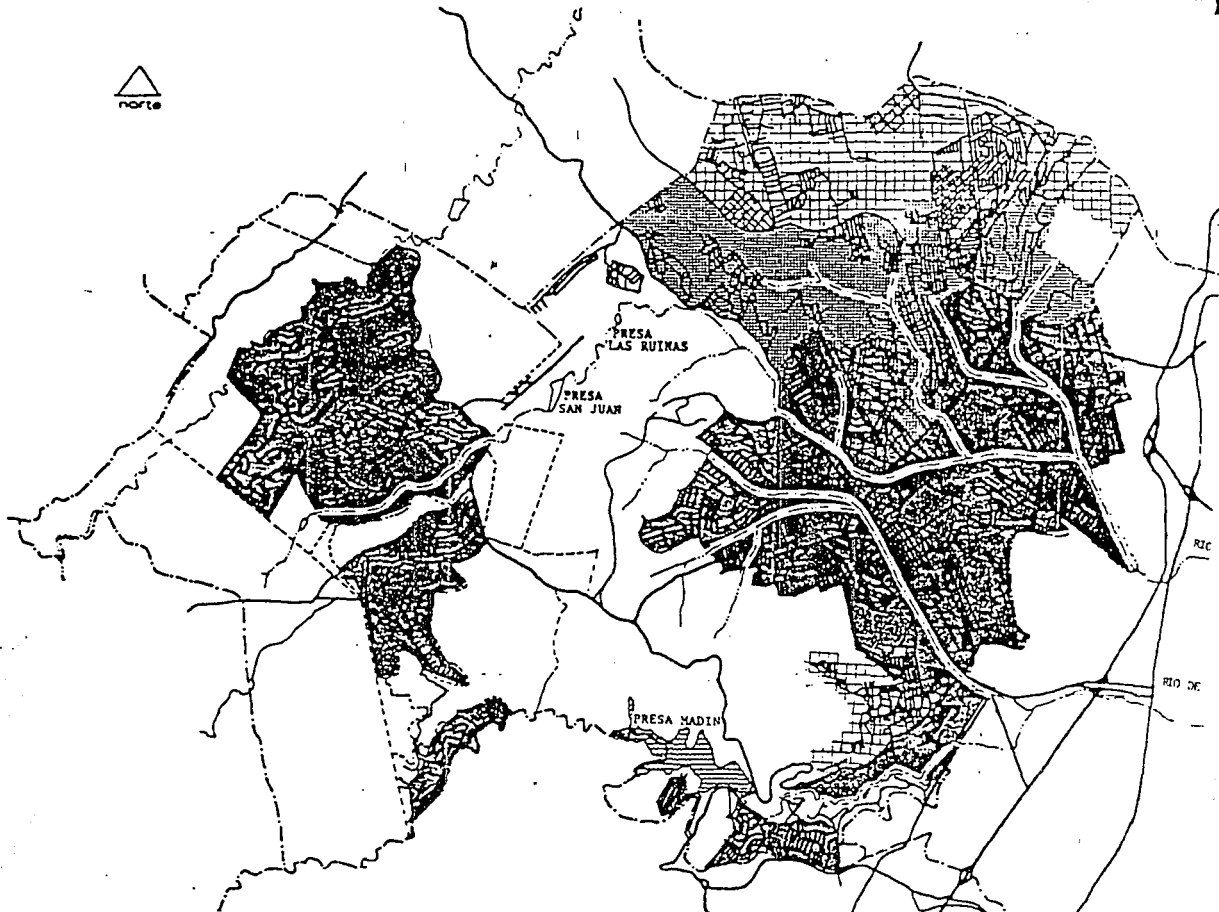 norte
PRESA
LAS RUINAS
PRESA
SAN JUAN
RIO
RIO DE
PRESA MADIN